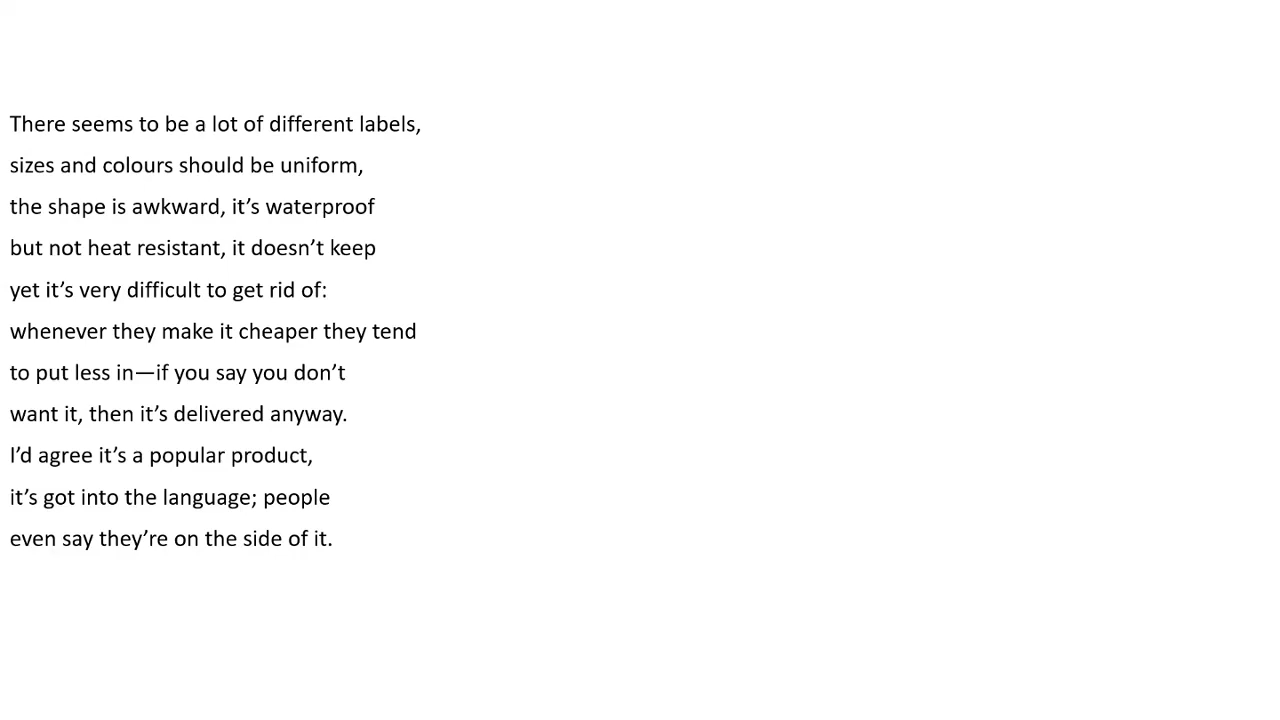 There seems to be a lot of different labels,
sizes and colours should be uniform,
the shape is awkward, it’s waterproof
but not heat resistant, it doesn’t keep
yet it’s very difficult to get rid of:
whenever they make it cheaper they tend
to put less in—if you say you don’t
want it, then it’s delivered anyway.
I’d agree it’s a popular product,
it’s got into the language; people
even say they’re on the side of it.